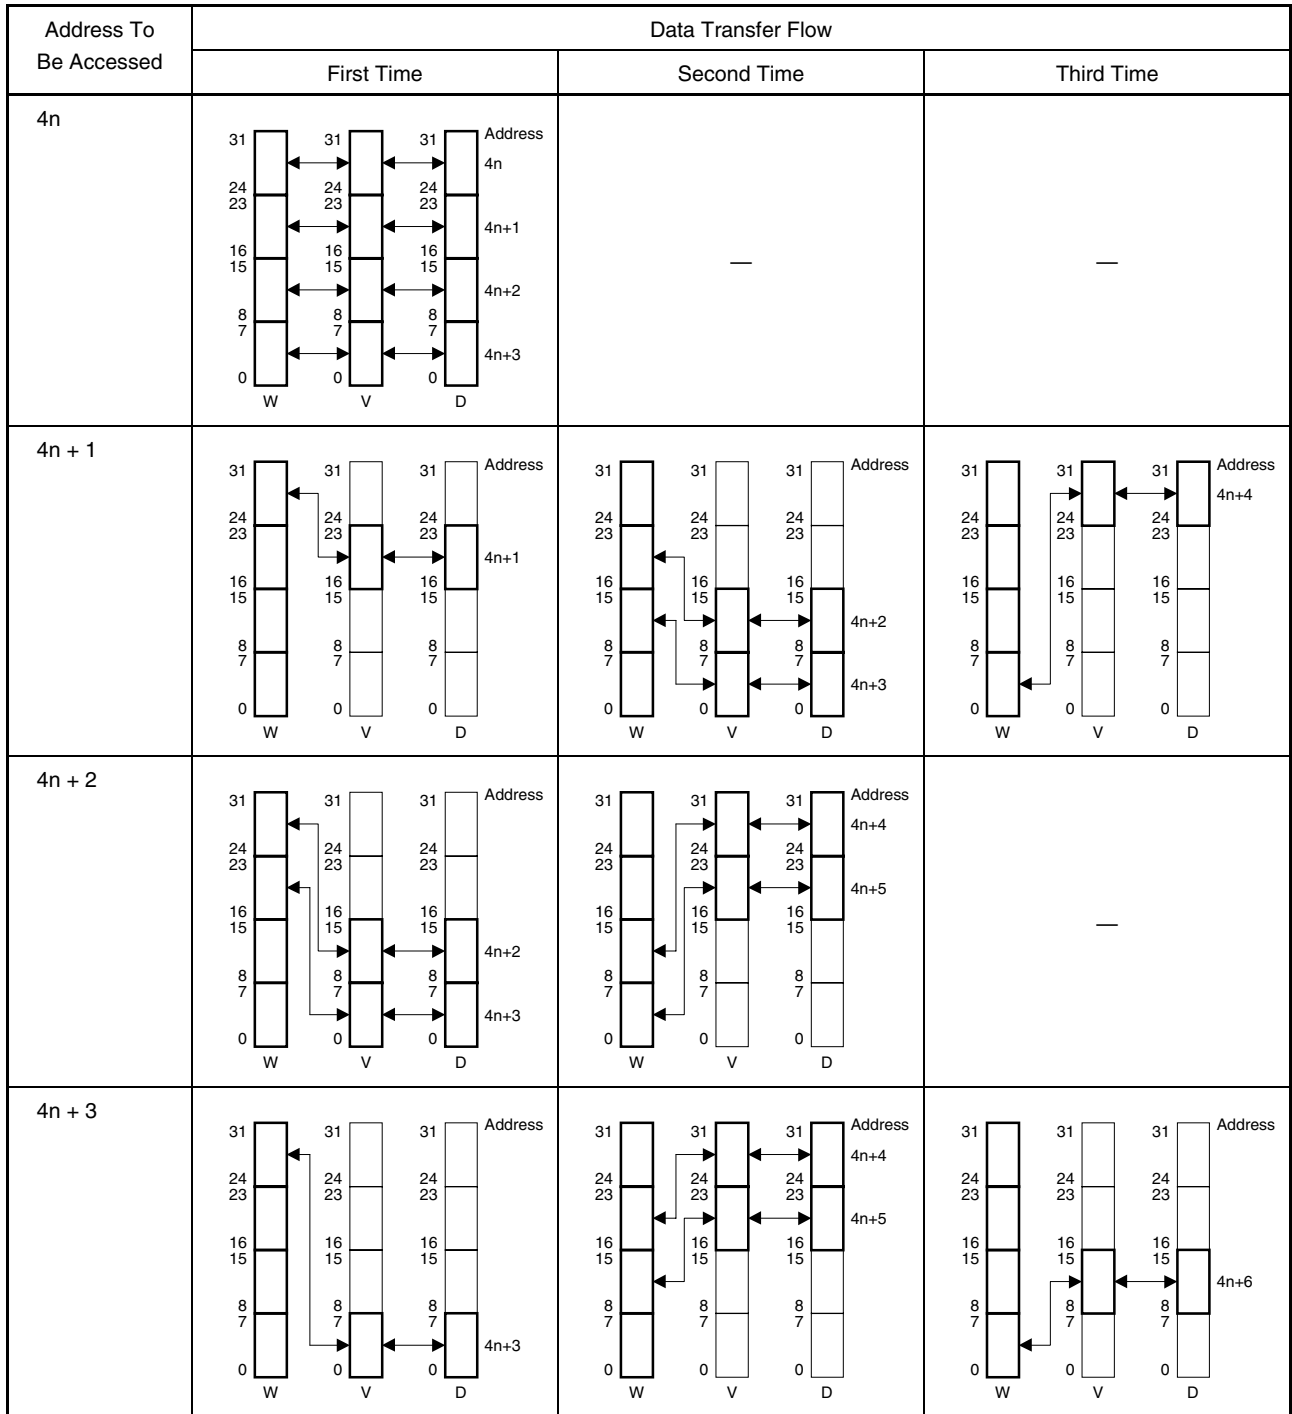 Address To
Be Accessed
Data Transfer Flow
First Time
Second Time
Third Time
4n
31 31 31 Address
4n
24 24 24
23 23 23
4n+1
16 16 16
15 15 15
4n+2
8 8 8
7 7 7
4n+3
0 0 0
W V D
—
—
4n + 1
31 31 31 Address
24 24 24
23 23 23
4n+1
16 16 16
15 15 15
8 8 8
7 7 7
0 0 0
W V D
31 31 31 Address
24 24 24
23 23 23
16 16 16
15 15 15
4n+2
8 8 8
7 7 7
4n+3
0 0 0
W V D
31 31 31 Address
4n+4
24 24 24
23 23 23
16 16 16
15 15 15
8 8 8
7 7 7
0 0 0
W V D
4n + 2
31 31 31 Address
24 24 24
23 23 23
16 16 16
15 15 15
4n+2
8 8 8
7 7 7
4n+3
0 0 0
W V D
31 31 31 Address
4n+4
24 24 24
23 23 23
4n+5
16 16 16
15 15 15
8 8 8
7 7 7
0 0 0
W V D
—
4n + 3
31 31 31 Address
24 24 24
23 23 23
16 16 16
15 15 15
8 8 8
7 7 7
4n+3
0 0 0
W V D
31 31 31 Address
4n+4
24 24 24
23 23 23
4n+5
16 16 16
15 15 15
8 8 8
7 7 7
0 0 0
W V D
31 31 31 Address
24 24 24
23 23 23
16 16 16
15 15 15
4n+6
8 8 8
7 7 7
0 0 0
W V D